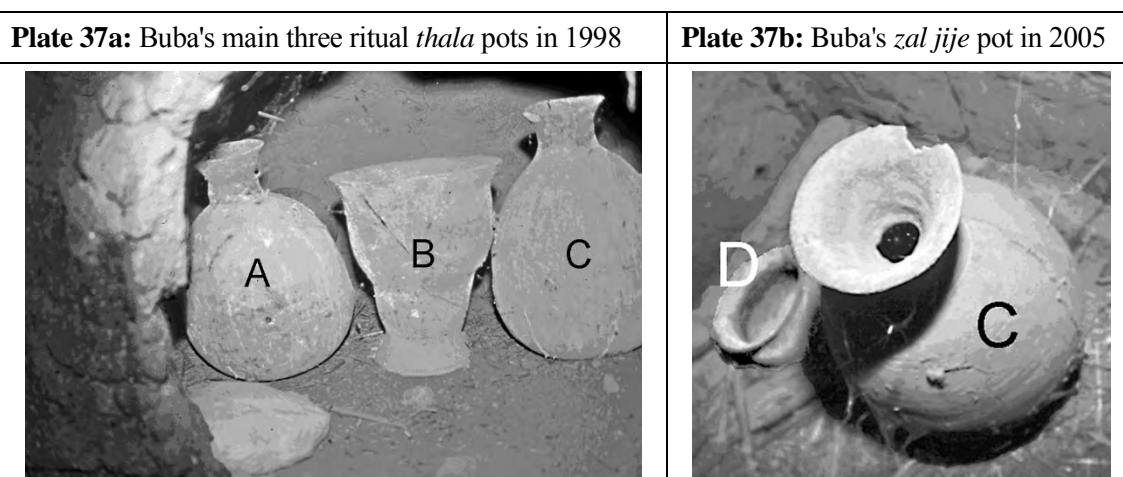 Plate 37a: Buba's main three ritual thala pots in 1998
Plate 37b: Buba's zal jije pot in 2005
A
B
C
D
C